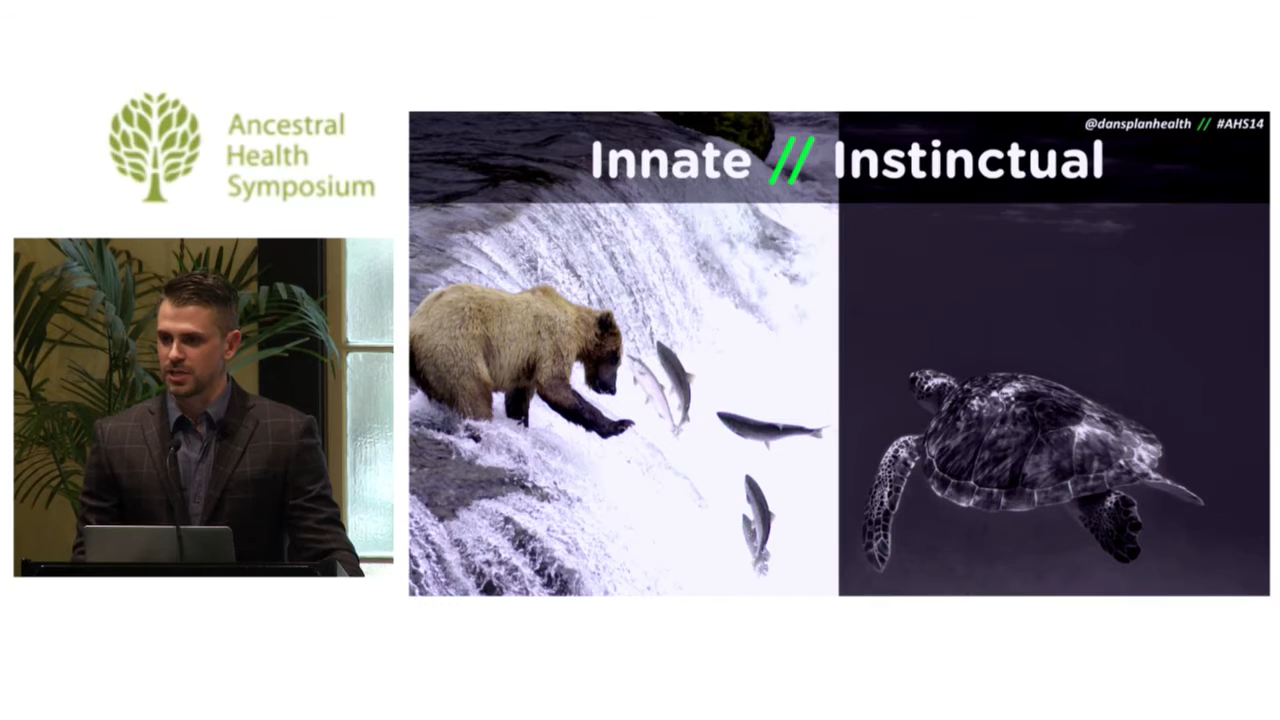 Ancestral
Health
Symposium
@dansplanhealth // #AHS14
Innate // Instinctual